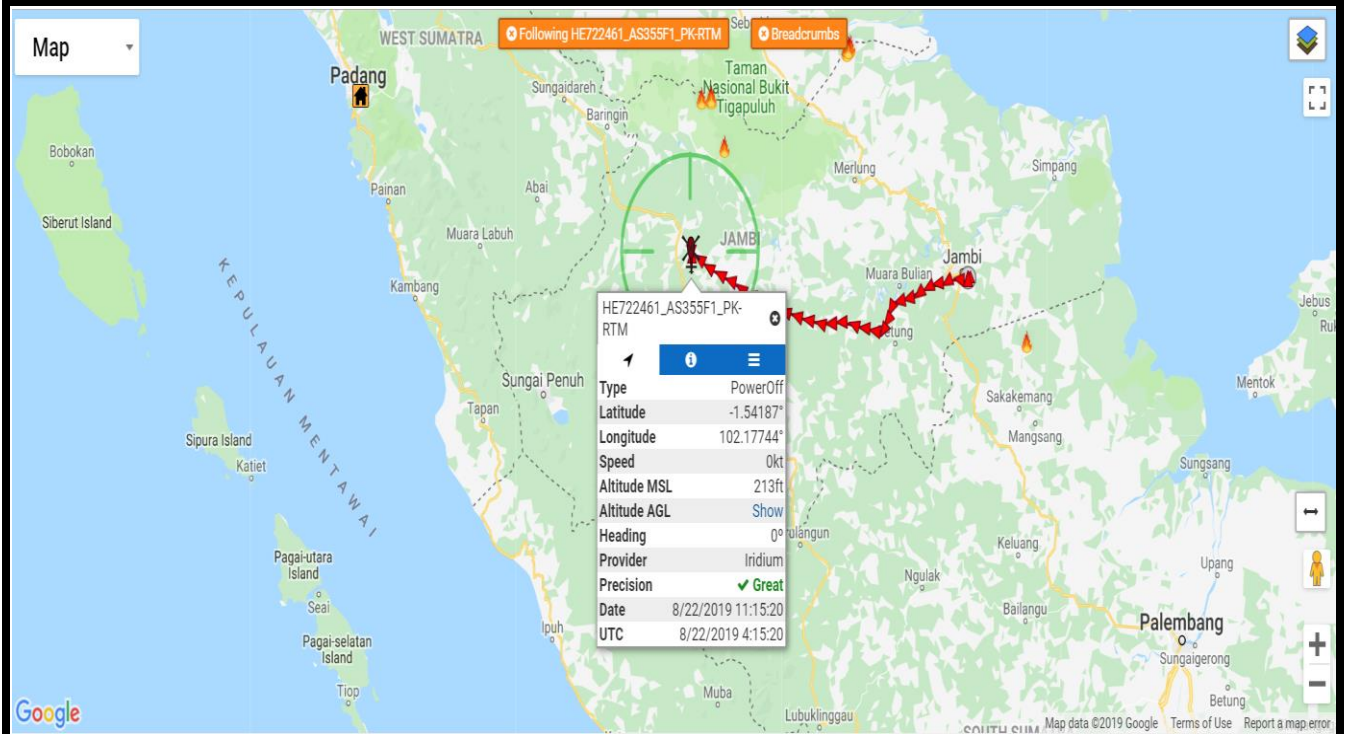 Map
Following HE722461_AS355F1_PK-RTM
Breadcrumbs
WEST SUMATRA
Padang
Sungaidareh
Baringin
Taman
Nasional Bukit
Tigapuluh
Bobokan
Painan
Abai
Merlung
Simpang
Siberut Island
Muara Labuh
JAMBI
Jambi
Muara Bulian
Kambang
KEPULAUAN MENTAWAI
Jebus
HE722461_AS355F1_PK-
RTM
Type PowerOff
Latitude -1.54187°
Longitude 102.17744°
Speed 0kt
Altitude MSL 213ft
Altitude AGL Show
Heading 0º
Provider Iridium
Precision Great
Date 8/22/2019 11:15:20
UTC 8/22/2019 4:15:20
Sungai Penuh
Tapan
Mentok
Sakakemang
Mangsang
Sipura Island
Katiet
Sungsang
Keluang
Pagai-utara
Island
Seai
Ngulak
Upang
Bailangu
Palembang
Ipuh
Pagai-selatan
Island
Sungaigerong
Tiop
Muba
Betung
Lubuklinggau
Google
Map data ©2019 Google Terms of Use Report a map error